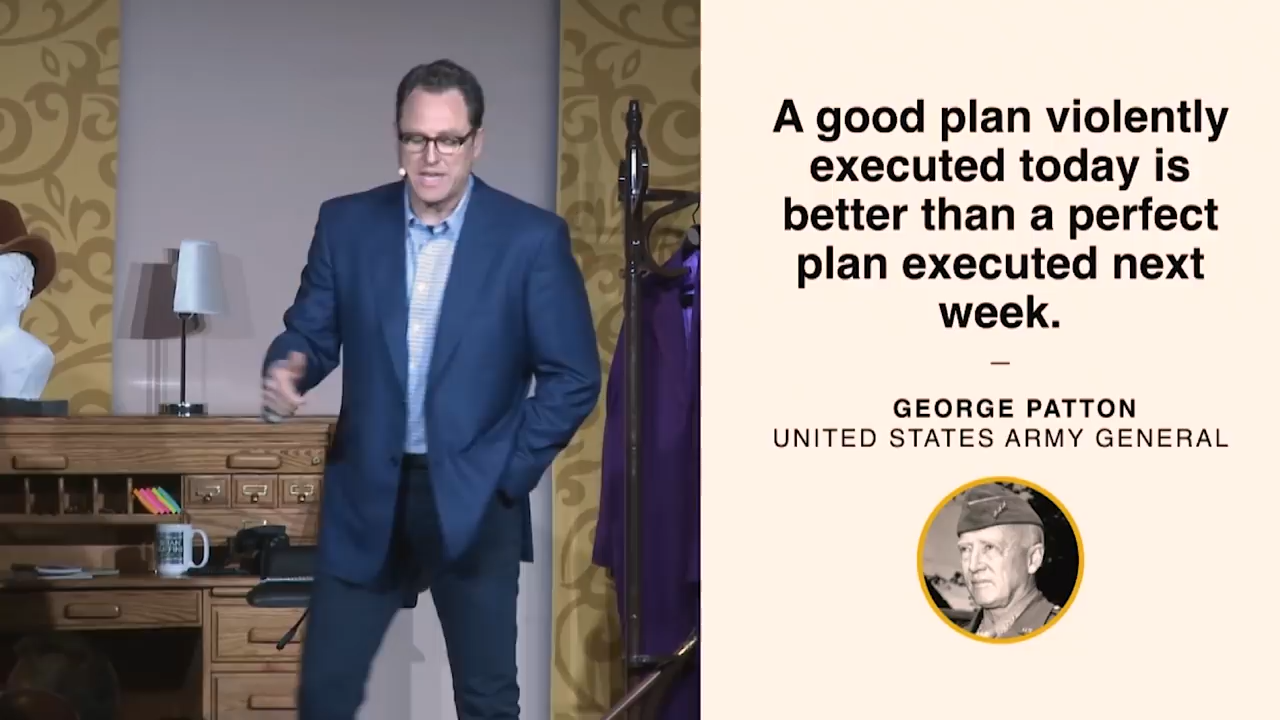 A good plan violently
executed today is
better than a perfect
plan executed next
week.
GEORGE PATTON
UNITED STATES ARMY GENERAL